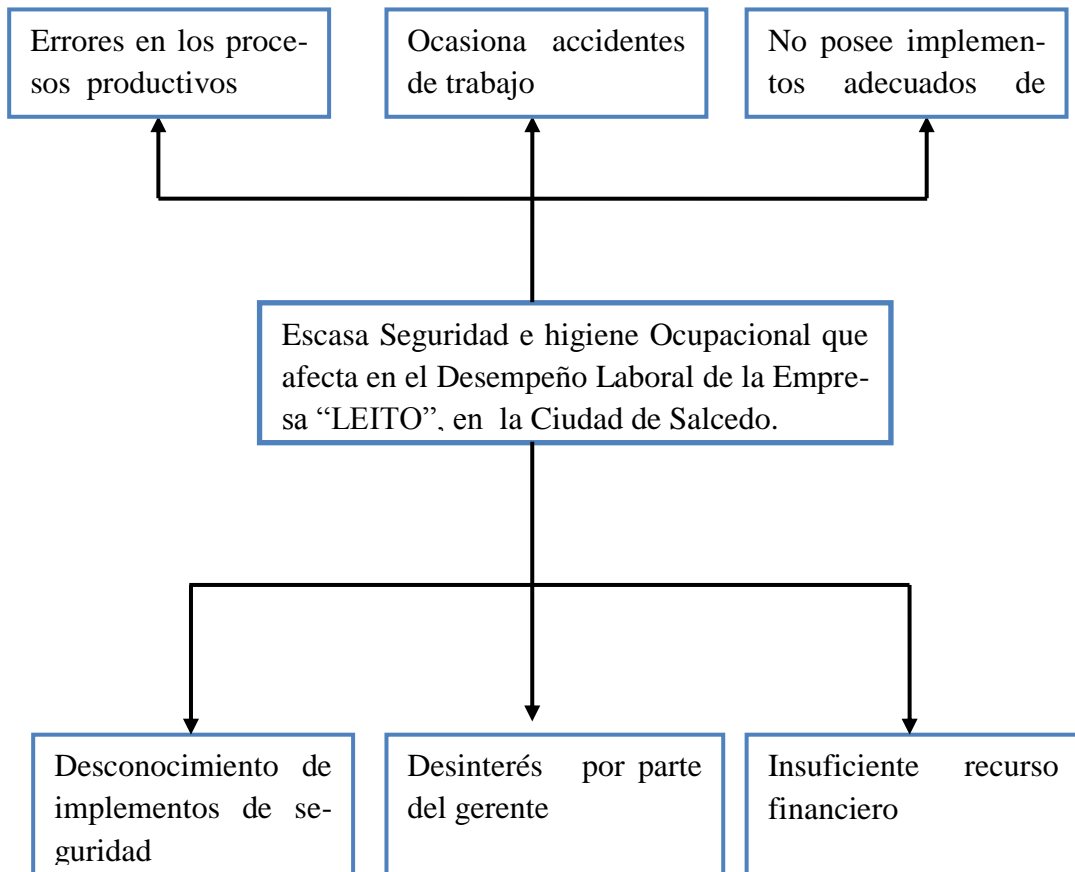 Errores en los proce-
sos productivos
Ocasiona accidentes
de trabajo
No posee implemen-
tos adecuados de
Escasa Seguridad e higiene Ocupacional que
afecta en el Desempeño Laboral de la Empre-
sa “LEITO”, en la Ciudad de Salcedo.
Desconocimiento de
implementos de se-
guridad
Desinterés por parte
del gerente
Insuficiente recurso
financiero